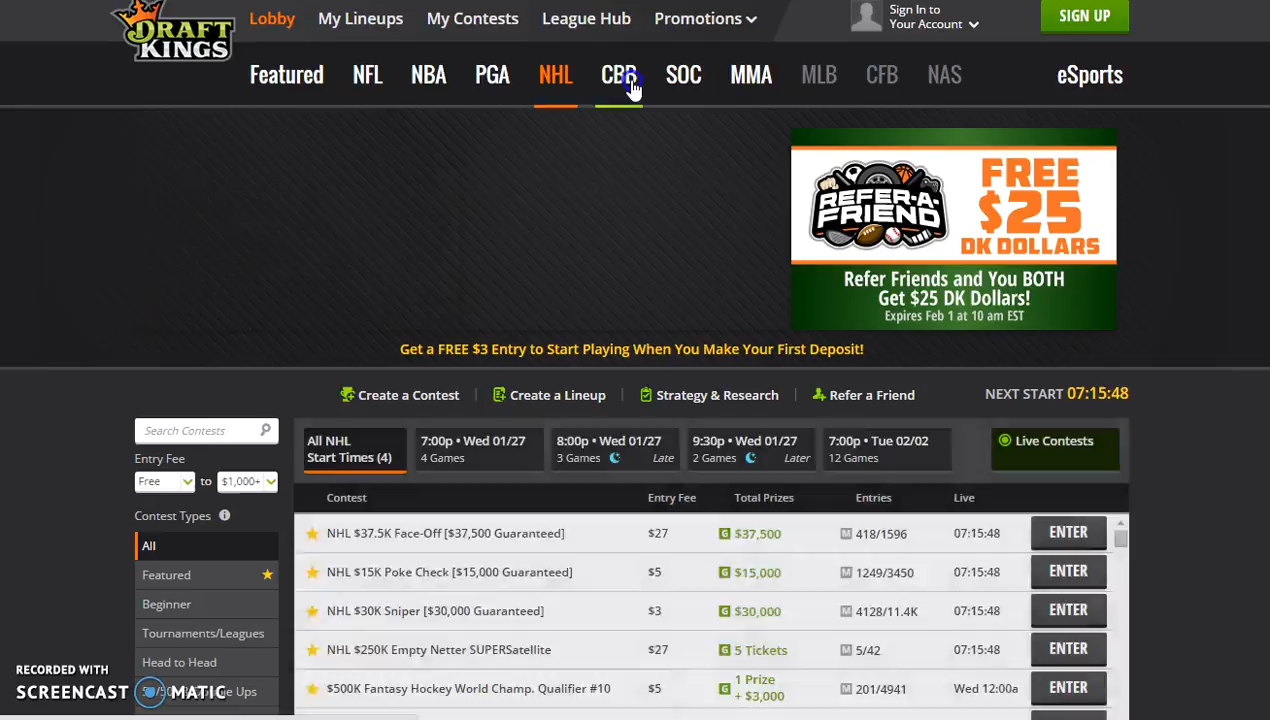 DRAFT KINGS
Lobby My Lineups My Contests League Hub Promotions
Sign In to Your Account
SIGN UP
Featured NFL NBA PGA NHL CBB SOC MMA MLB CFB NAS eSports
REFER-A-FRIEND
FREE
$25
DK DOLLARS
Refer Friends and You BOTH
Get $25 DK Dollars!
Expires Feb 1 at 10 am EST
Get a FREE $3 Entry to Start Playing When You Make Your First Deposit!
Create a Contest | Create a Lineup | Strategy & Research | Refer a Friend NEXT START 07:15:48
Search Contests
Entry Fee
Free to $1,000+
Contest Types
All
Featured
Beginner
Tournaments/Leagues
Head to Head
All NHL Start Times (4)
7:00p • Wed 01/27
4 Games
8:00p • Wed 01/27
3 Games Late
9:30p • Wed 01/27
2 Games Later
7:00p • Tue 02/02
12 Games
Live Contests
Contest Entry Fee Total Prizes Entries Live
NHL $37.5K Face-Off [$37,500 Guaranteed] $27 G $37,500 M 418/1596 07:15:48 ENTER
NHL $15K Poke Check [$15,000 Guaranteed] $5 G $15,000 M 1249/3450 07:15:48 ENTER
NHL $30K Sniper [$30,000 Guaranteed] $3 G $30,000 M 4128/11.4K 07:15:48 ENTER
NHL $250K Empty Netter SUPERSatellite $27 G 5 Tickets M 5/42 07:15:48 ENTER
$500K Fantasy Hockey World Champ. Qualifier #10 $5 G 1 Prize + $3,000 M 201/4941 Wed 12:00a ENTER
RECORDED WITH
SCREENCAST MATIC